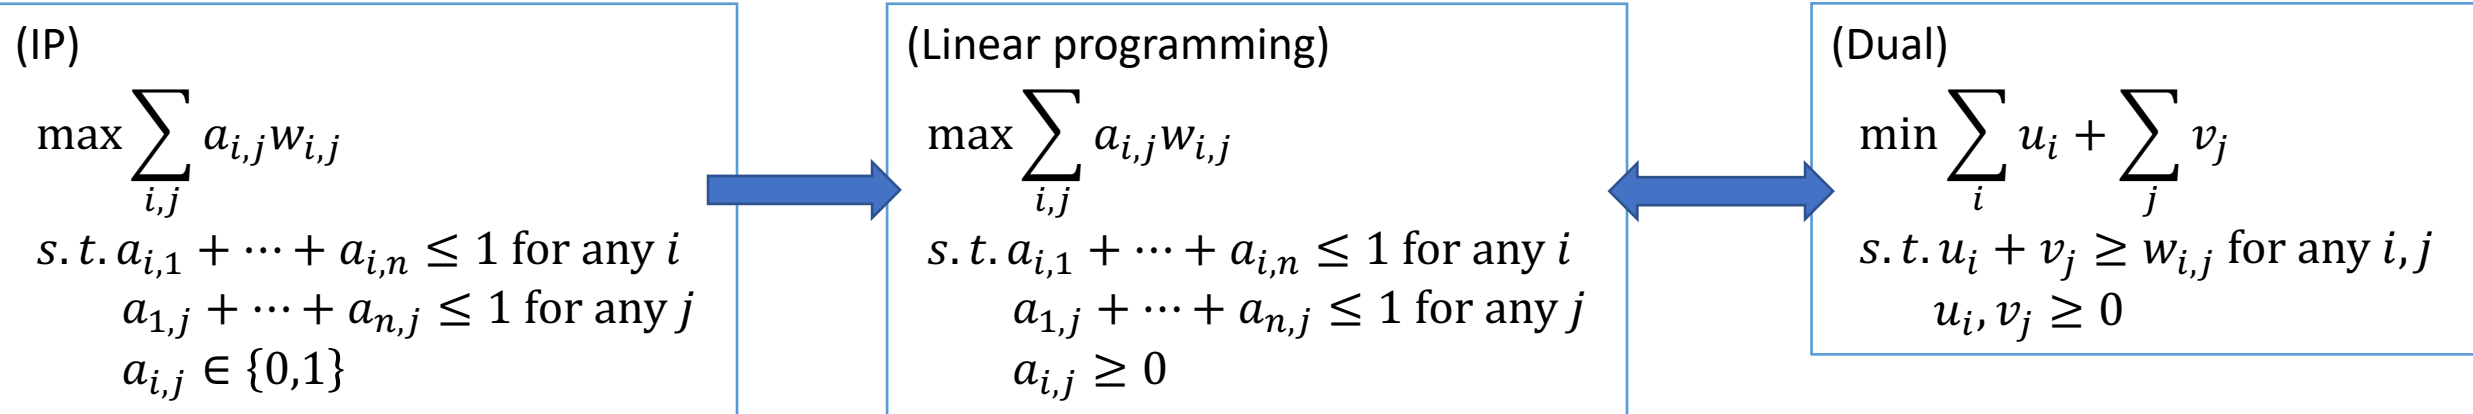 (IP)
max ∑_{i,j} a_{i,j}w_{i,j}
s.t. a_{i,1} + ⋯ + a_{i,n} ≤ 1 for any i
a_{1,j} + ⋯ + a_{n,j} ≤ 1 for any j
a_{i,j} ∈ {0,1}
(Linear programming)
max ∑_{i,j} a_{i,j}w_{i,j}
s.t. a_{i,1} + ⋯ + a_{i,n} ≤ 1 for any i
a_{1,j} + ⋯ + a_{n,j} ≤ 1 for any j
a_{i,j} ≥ 0
(Dual)
min ∑_i u_i + ∑_j v_j
s.t. u_i + v_j ≥ w_{i,j} for any i, j
u_i, v_j ≥ 0